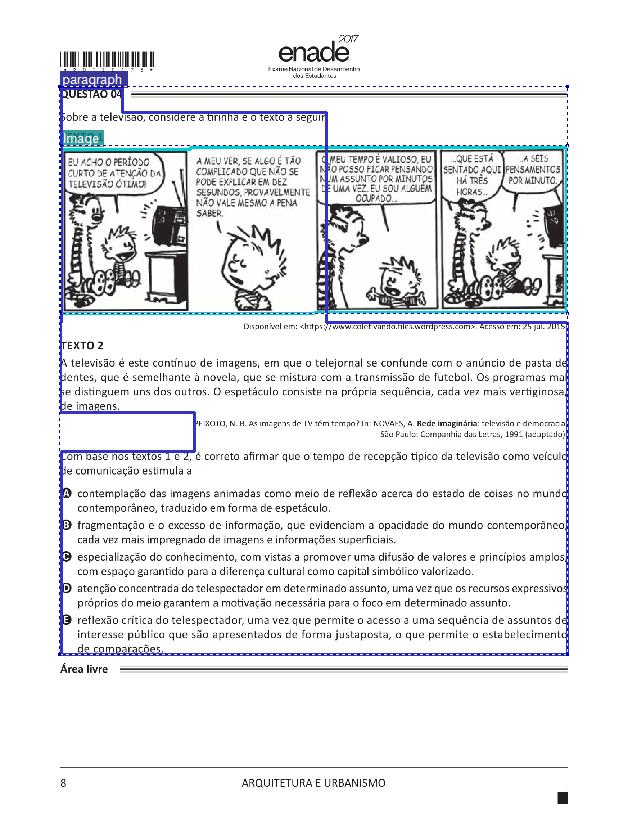 2017
enade
Exame Nacional de Desempenho
dos Estudantes
paragraph
QUESTÃO 04
Sobre a televisão, considere a tirinha e o texto a seguir.
Image
EU ACHO O PERÍODO
CURTO DE ATENÇÃO DA
TELEVISÃO ÓTIMO!
A MEU VER, SE ALGO É TÃO
COMPLICADO QUE NÃO SE
PODE EXPLICAR EM DEZ
SEGUNDOS, PROVAVELMENTE
NÃO VALE MESMO A PENA
SABER.
O MEU TEMPO É VALIOSO, EU
NÃO POSSO FICAR PENSANDO
NUM ASSUNTO POR MINUTOS
DE UMA VEZ. EU SOU ALGUÉM
OCUPADO...
...QUE ESTÁ
SENTADO AQUI
HÁ TRÊS
HORAS...
...A SEIS
PENSAMENTOS
POR MINUTO.
Disponível em: <https://www.coletivando.files.wordpress.com>. Acesso em: 25 jul. 2015.
TEXTO 2
A televisão é este contínuo de imagens, em que o telejornal se confunde com o anúncio de pasta de
dentes, que é semelhante à novela, que se mistura com a transmissão de futebol. Os programas mal
se distinguem uns dos outros. O espetáculo consiste na própria sequência, cada vez mais vertiginosa,
de imagens.
PEIXOTO, N. B. As imagens de TV têm tempo? In: NOVAES, A. Rede imaginária: televisão e democracia.
São Paulo: Companhia das Letras, 1991 (adaptado).
Com base nos textos 1 e 2, é correto afirmar que o tempo de recepção típico da televisão como veículo
de comunicação estimula a
A contemplação das imagens animadas como meio de reflexão acerca do estado de coisas no mundo
contemporâneo, traduzido em forma de espetáculo.
B fragmentação e o excesso de informação, que evidenciam a opacidade do mundo contemporâneo,
cada vez mais impregnado de imagens e informações superficiais.
C especialização do conhecimento, com vistas a promover uma difusão de valores e princípios amplos,
com espaço garantido para a diferença cultural como capital simbólico valorizado.
D atenção concentrada do telespectador em determinado assunto, uma vez que os recursos expressivos
próprios do meio garantem a motivação necessária para o foco em determinado assunto.
E reflexão crítica do telespectador, uma vez que permite o acesso a uma sequência de assuntos de
interesse público que são apresentados de forma justaposta, o que permite o estabelecimento
de comparações.
Área livre
8
ARQUITETURA E URBANISMO